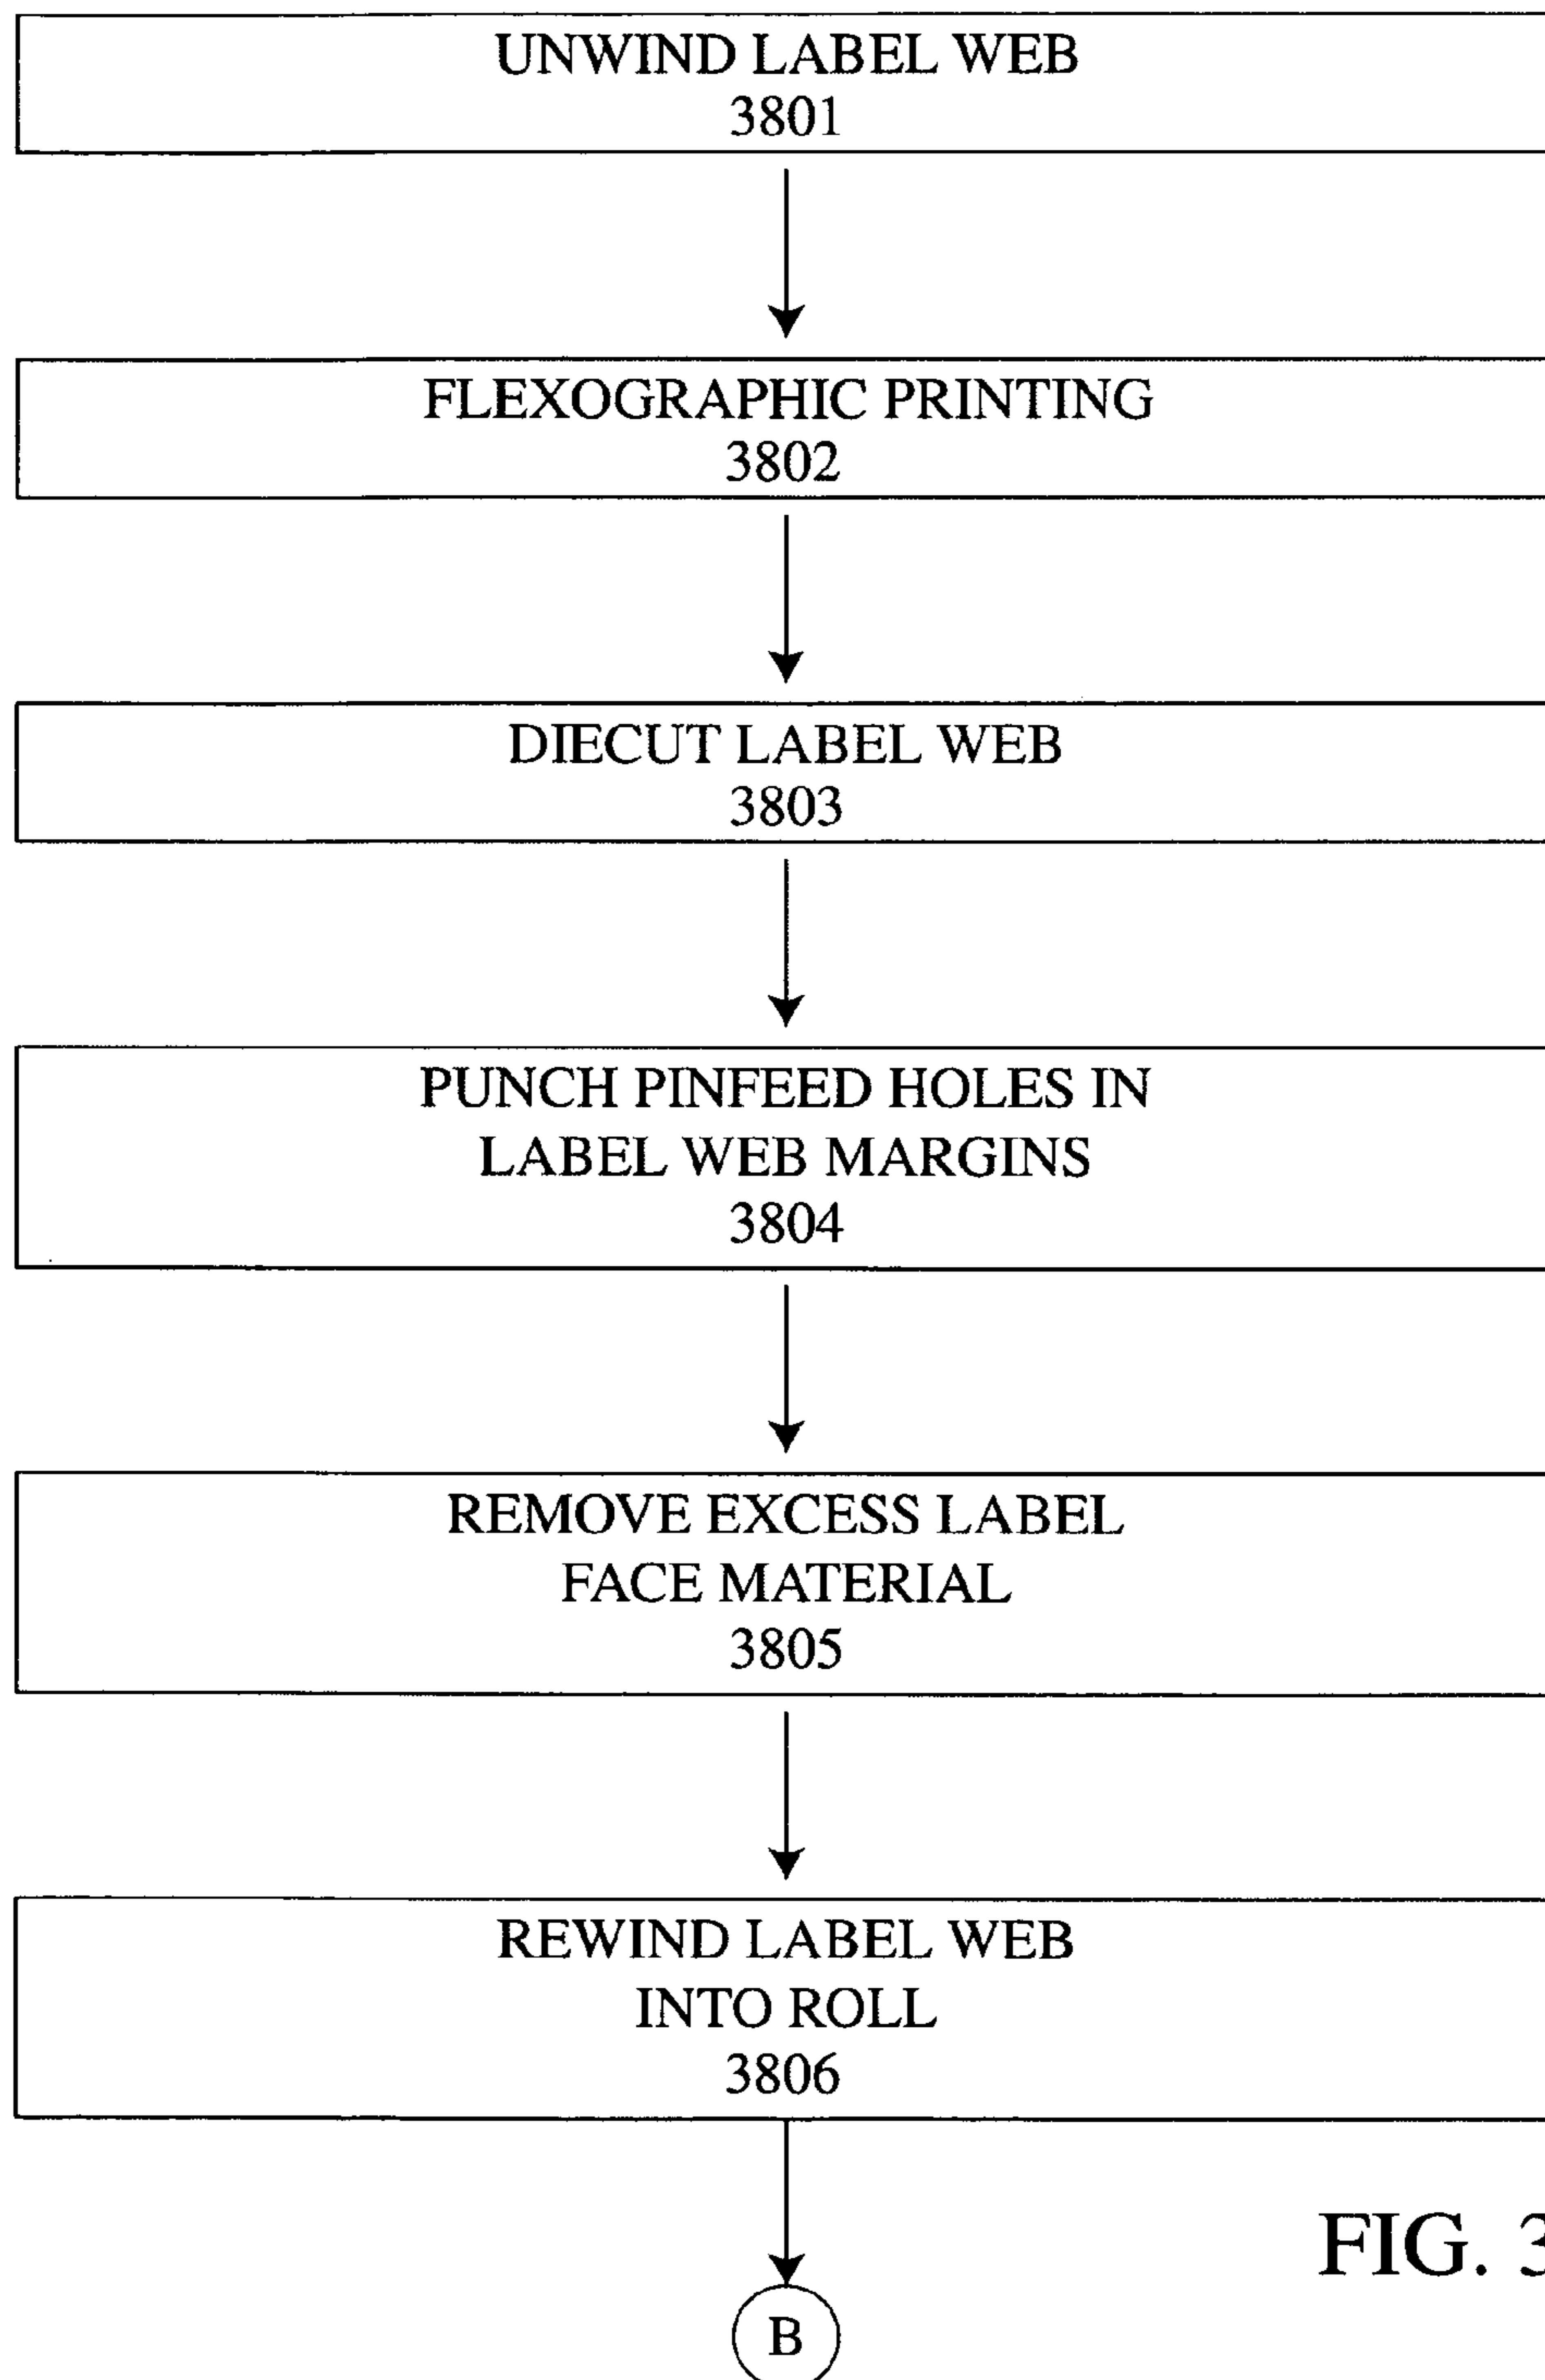 UNWIND LABEL WEB
3801
FLEXOGRAPHIC PRINTING
3802
DIECUT LABEL WEB
3803
PUNCH PINFEED HOLES IN
LABEL WEB MARGINS
3804
REMOVE EXCESS LABEL
FACE MATERIAL
3805
REWIND LABEL WEB
INTO ROLL
3806
FIG. 3
B